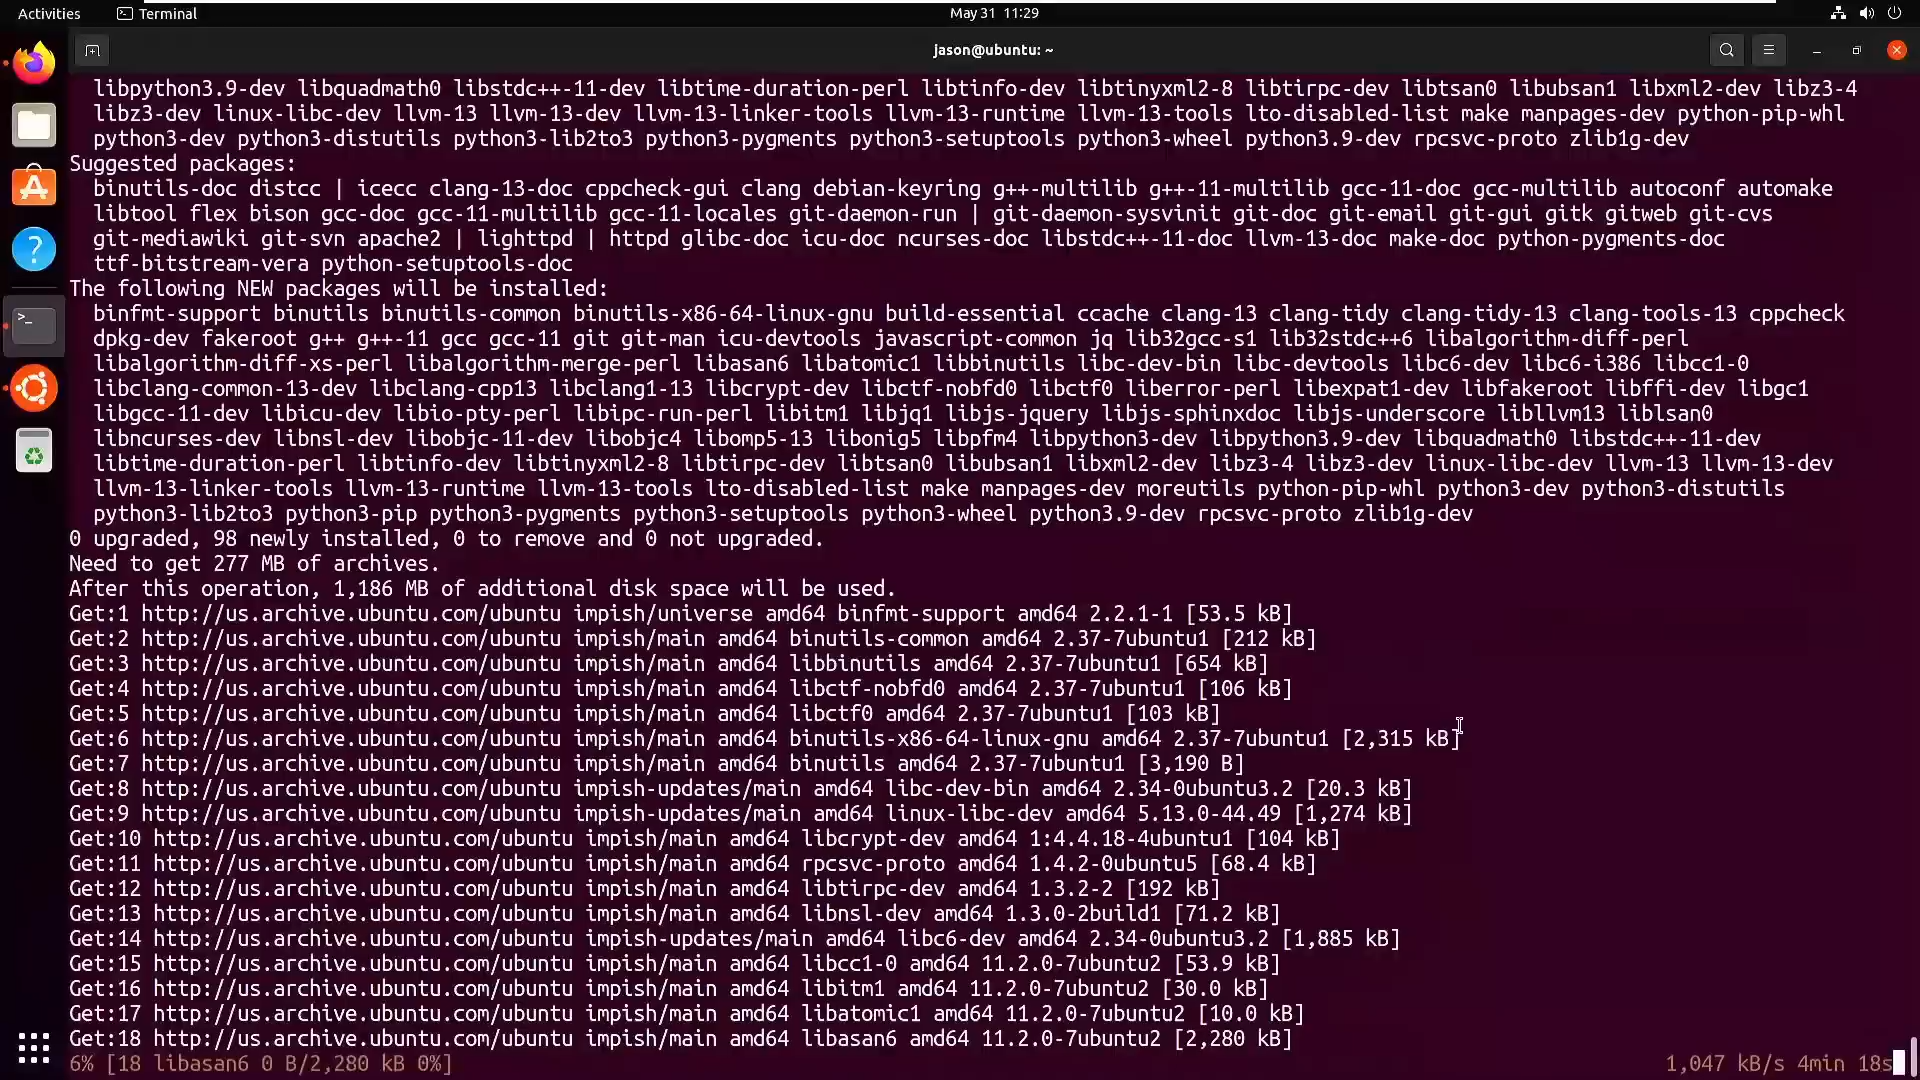 Activities
Terminal
May 31 11:29
jason@ubuntu: ~
libpython3.9-dev libquadmath0 libstdc++-11-dev libtime-duration-perl libtinfo-dev libtinyxml2-8 libtirpc-dev libtsan0 libubsan1 libxml2-dev libz3-4
libz3-dev linux-libc-dev llvm-13 llvm-13-dev llvm-13-linker-tools llvm-13-runtime llvm-13-tools lto-disabled-list make manpages-dev python-pip-whl
python3-dev python3-distutils python3-lib2to3 python3-pygments python3-setuptools python3-wheel python3.9-dev rpcsvc-proto zlib1g-dev
Suggested packages:
binutils-doc distcc | icecc clang-13-doc cppcheck-gui clang debian-keyring g++-multilib g++-11-multilib gcc-11-doc gcc-multilib autoconf automake
libtool flex bison gcc-doc gcc-11-multilib gcc-11-locales git-daemon-run | git-daemon-sysvinit git-doc git-email git-gui gitk gitweb git-cvs
git-mediawiki git-svn apache2 | lighttpd | httpd glibc-doc icu-doc ncurses-doc libstdc++-11-doc llvm-13-doc make-doc python-pygments-doc
ttf-bitstream-vera python-setuptools-doc
The following NEW packages will be installed:
binfmt-support binutils binutils-common binutils-x86-64-linux-gnu build-essential ccache clang-13 clang-tidy clang-tidy-13 clang-tools-13 cppcheck
dpkg-dev fakeroot g++ g++-11 gcc gcc-11 git git-man icu-devtools javascript-common jq lib32gcc-s1 lib32stdc++6 libalgorithm-diff-perl
libalgorithm-diff-xs-perl libalgorithm-merge-perl libasan6 libatomic1 libbinutils libc-dev-bin libc-devtools libc6-dev libc6-i386 libcc1-0
libclang-common-13-dev libclang-cpp13 libclang1-13 libcrypt-dev libctf-nobfd0 libctf0 liberror-perl libexpat1-dev libfakeroot libffi-dev libgc1
libgcc-11-dev libicu-dev libio-pty-perl libipc-run-perl libitm1 libjq1 libjs-jquery libjs-sphinxdoc libjs-underscore libllvm13 liblsan0
libncurses-dev libnsl-dev libobjc-11-dev libobjc4 libomp5-13 libonig5 libpfm4 libpython3-dev libpython3.9-dev libquadmath0 libstdc++-11-dev
libtime-duration-perl libtinfo-dev libtinyxml2-8 libtirpc-dev libtsan0 libubsan1 libxml2-dev libz3-4 libz3-dev linux-libc-dev llvm-13 llvm-13-dev
llvm-13-linker-tools llvm-13-runtime llvm-13-tools lto-disabled-list make manpages-dev moreutils python-pip-whl python3-dev python3-distutils
python3-lib2to3 python3-pip python3-pygments python3-setuptools python3-wheel python3.9-dev rpcsvc-proto zlib1g-dev
0 upgraded, 98 newly installed, 0 to remove and 0 not upgraded.
Need to get 277 MB of archives.
After this operation, 1,186 MB of additional disk space will be used.
Get:1 http://us.archive.ubuntu.com/ubuntu impish/universe amd64 binfmt-support amd64 2.2.1-1 [53.5 kB]
Get:2 http://us.archive.ubuntu.com/ubuntu impish/main amd64 binutils-common amd64 2.37-7ubuntu1 [212 kB]
Get:3 http://us.archive.ubuntu.com/ubuntu impish/main amd64 libbinutils amd64 2.37-7ubuntu1 [654 kB]
Get:4 http://us.archive.ubuntu.com/ubuntu impish/main amd64 libctf-nobfd0 amd64 2.37-7ubuntu1 [106 kB]
Get:5 http://us.archive.ubuntu.com/ubuntu impish/main amd64 libctf0 amd64 2.37-7ubuntu1 [103 kB]
Get:6 http://us.archive.ubuntu.com/ubuntu impish/main amd64 binutils-x86-64-linux-gnu amd64 2.37-7ubuntu1 [2,315 kB]
Get:7 http://us.archive.ubuntu.com/ubuntu impish/main amd64 binutils amd64 2.37-7ubuntu1 [3,190 B]
Get:8 http://us.archive.ubuntu.com/ubuntu impish-updates/main amd64 libc-dev-bin amd64 2.34-0ubuntu3.2 [20.3 kB]
Get:9 http://us.archive.ubuntu.com/ubuntu impish-updates/main amd64 linux-libc-dev amd64 5.13.0-44.49 [1,274 kB]
Get:10 http://us.archive.ubuntu.com/ubuntu impish/main amd64 libcrypt-dev amd64 1:4.4.18-4ubuntu1 [104 kB]
Get:11 http://us.archive.ubuntu.com/ubuntu impish/main amd64 rpcsvc-proto amd64 1.4.2-0ubuntu5 [68.4 kB]
Get:12 http://us.archive.ubuntu.com/ubuntu impish/main amd64 libtirpc-dev amd64 1.3.2-2 [192 kB]
Get:13 http://us.archive.ubuntu.com/ubuntu impish/main amd64 libnsl-dev amd64 1.3.0-2build1 [71.2 kB]
Get:14 http://us.archive.ubuntu.com/ubuntu impish-updates/main amd64 libc6-dev amd64 2.34-0ubuntu3.2 [1,885 kB]
Get:15 http://us.archive.ubuntu.com/ubuntu impish/main amd64 libcc1-0 amd64 11.2.0-7ubuntu2 [53.9 kB]
Get:16 http://us.archive.ubuntu.com/ubuntu impish/main amd64 libitm1 amd64 11.2.0-7ubuntu2 [30.0 kB]
Get:17 http://us.archive.ubuntu.com/ubuntu impish/main amd64 libatomic1 amd64 11.2.0-7ubuntu2 [10.0 kB]
Get:18 http://us.archive.ubuntu.com/ubuntu impish/main amd64 libasan6 amd64 11.2.0-7ubuntu2 [2,280 kB]
6% [18 libasan6 0 B/2,280 kB 0%] 1,047 kB/s 4min 18s